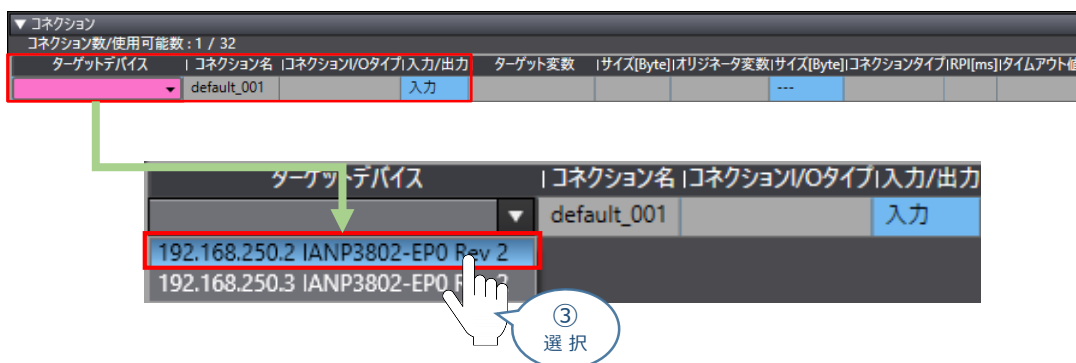 ▼ コネクション
コネクション数/使用可能数 : 1 / 32
ターゲットデバイス | コネクション名 |コネクションI/Oタイプ|入力/出力 ターゲット変数 |サイズ[Byte]|オリジネータ変数|サイズ[Byte]|コネクションタイプ|RPI[ms]|タイムアウト値
default_001 入力 ---
ターゲットデバイス | コネクション名 |コネクションI/Oタイプ|入力/出力
default_001 入力
192.168.250.2 IANP3802-EP0 Rev 2
192.168.250.3 IANP3802-EP0
③
選 択